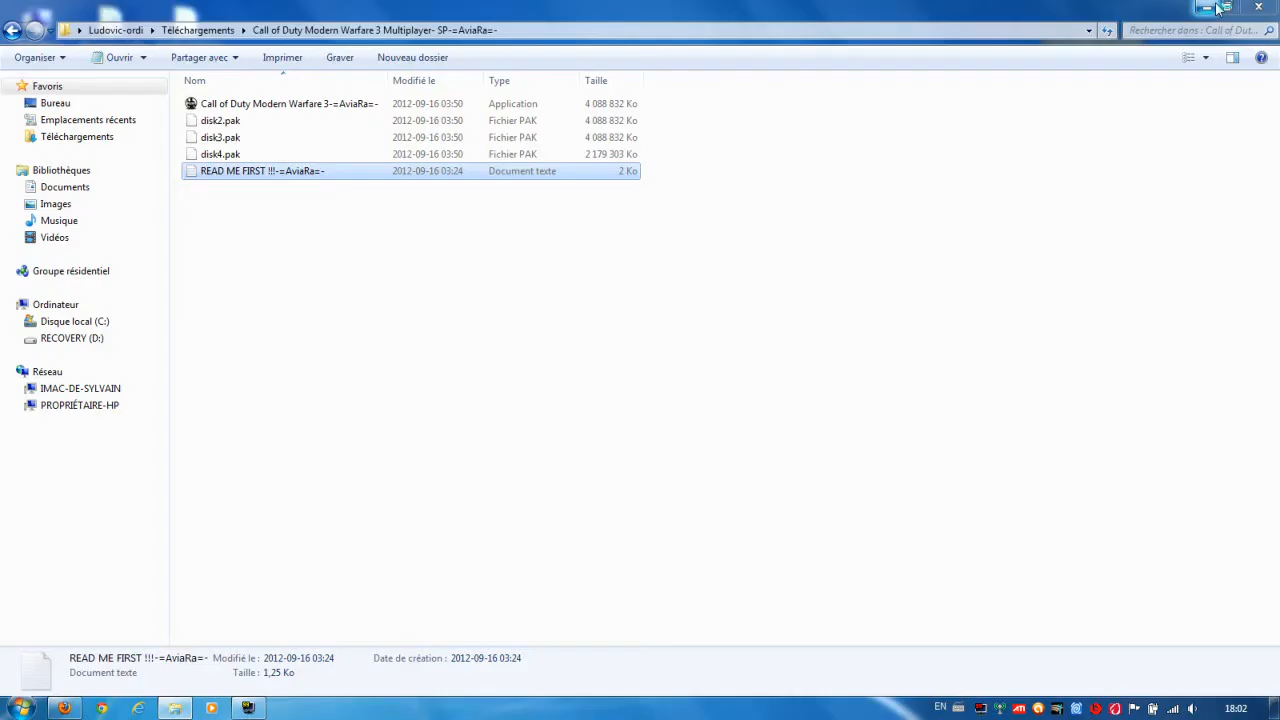 Ludovic-ordi Téléchargements Call of Duty Modern Warfare 3 Multiplayer- SP-=AviaRa=- Rechercher dans : Call of Dut...
Organiser Ouvrir Partager avec Imprimer Graver Nouveau dossier
Nom Modifié le Type Taille
Favoris
Bureau
Emplacements récents
Téléchargements
Bibliothèques
Documents
Images
Musique
Vidéos
Groupe résidentiel
Ordinateur
Disque local (C:)
RECOVERY (D:)
Réseau
IMAC-DE-SYLVAIN
PROPRIÉTAIRE-HP
Call of Duty Modern Warfare 3-=AviaRa=- 2012-09-16 03:50 Application 4 088 832 Ko
disk2.pak 2012-09-16 03:50 Fichier PAK 4 088 832 Ko
disk3.pak 2012-09-16 03:50 Fichier PAK 4 088 832 Ko
disk4.pak 2012-09-16 03:50 Fichier PAK 2 179 303 Ko
READ ME FIRST !!!-=AviaRa=- 2012-09-16 03:24 Document texte 2 Ko
READ ME FIRST !!!-=AviaRa=- Modifié le : 2012-09-16 03:24 Date de création : 2012-09-16 03:24
Document texte Taille : 1,25 Ko
EN 18:02